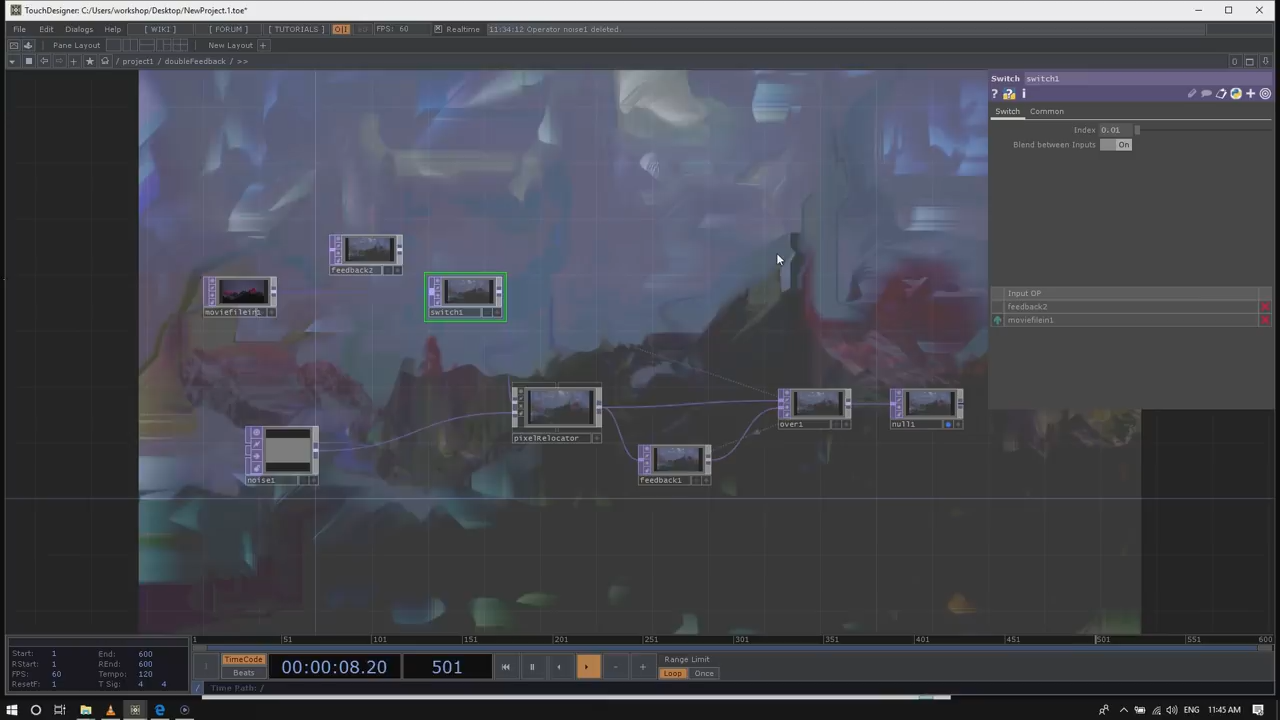 TouchDesigner: C:/Users/workshop/Desktop/NewProject.1.toe*
File Edit Dialogs Help [ WIKI ] [ FORUM ] [ TUTORIALS ] O|I FPS: 60 Realtime 11:34:12 Operator noise1 deleted.
Pane Layout New Layout +
/ project1 / doubleFeedback / >> 0
Switch switch1
? i
Switch Common
Index 0.01
Blend between Inputs On
feedback2
moviefilein1
switch1
Input OP
feedback2
moviefilein1
pixelRelocator
over1
null1
noise1
feedback1
1 51 101 151 201 251 301 351 401 451 501 551 600
Start: 1 End: 600
RStart: 1 REnd: 600
FPS: 60 Tempo: 120
ResetF: 1 T Sig: 4 4
TimeCode
Beats
00:00:08.20 501
Range Limit
Loop Once
/ Time Path: /
11:45 AM